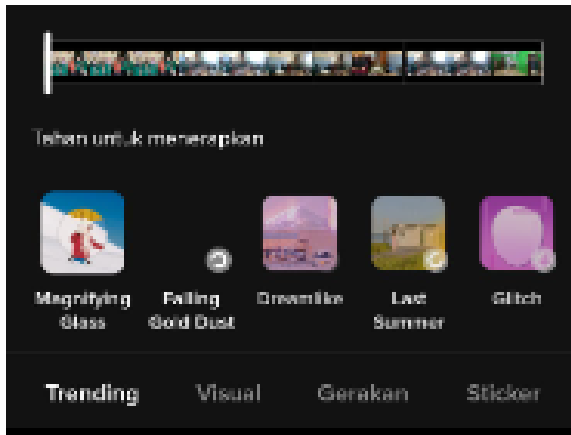 Tahan untuk menerapkan
Magnifying Glass
Falling Gold Dust
Dreamlike
Last Summer
Glitch
Trending Visual Gerakan Sticker